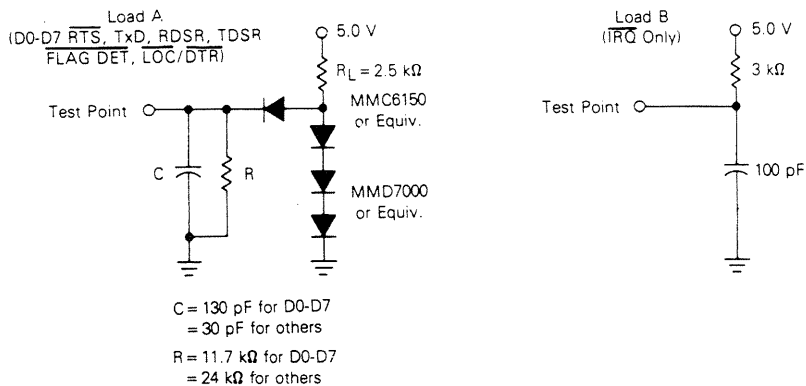 Load A
(D0-D7 RTS, TxD, RDSR, TDSR
FLAG DET, LOC/DTR)
5.0 V
RL = 2.5 kΩ
MMC6150
or Equiv.
Test Point
C
R
MMD7000
or Equiv.
C = 130 pF for D0-D7
= 30 pF for others
R = 11.7 kΩ for D0-D7
= 24 kΩ for others
Load B
(IRQ Only)
5.0 V
3 kΩ
Test Point
100 pF